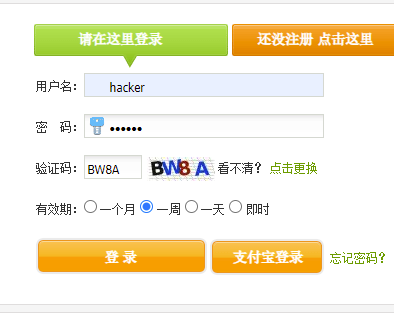 请在这里登录 还没注册 点击这里
用户名： hacker
密 码： ••••••
验证码： BW8A BW8A 看不清？ 点击更换
有效期： 一个月 一周 一天 即时
登 录 支付宝登录 忘记密码？